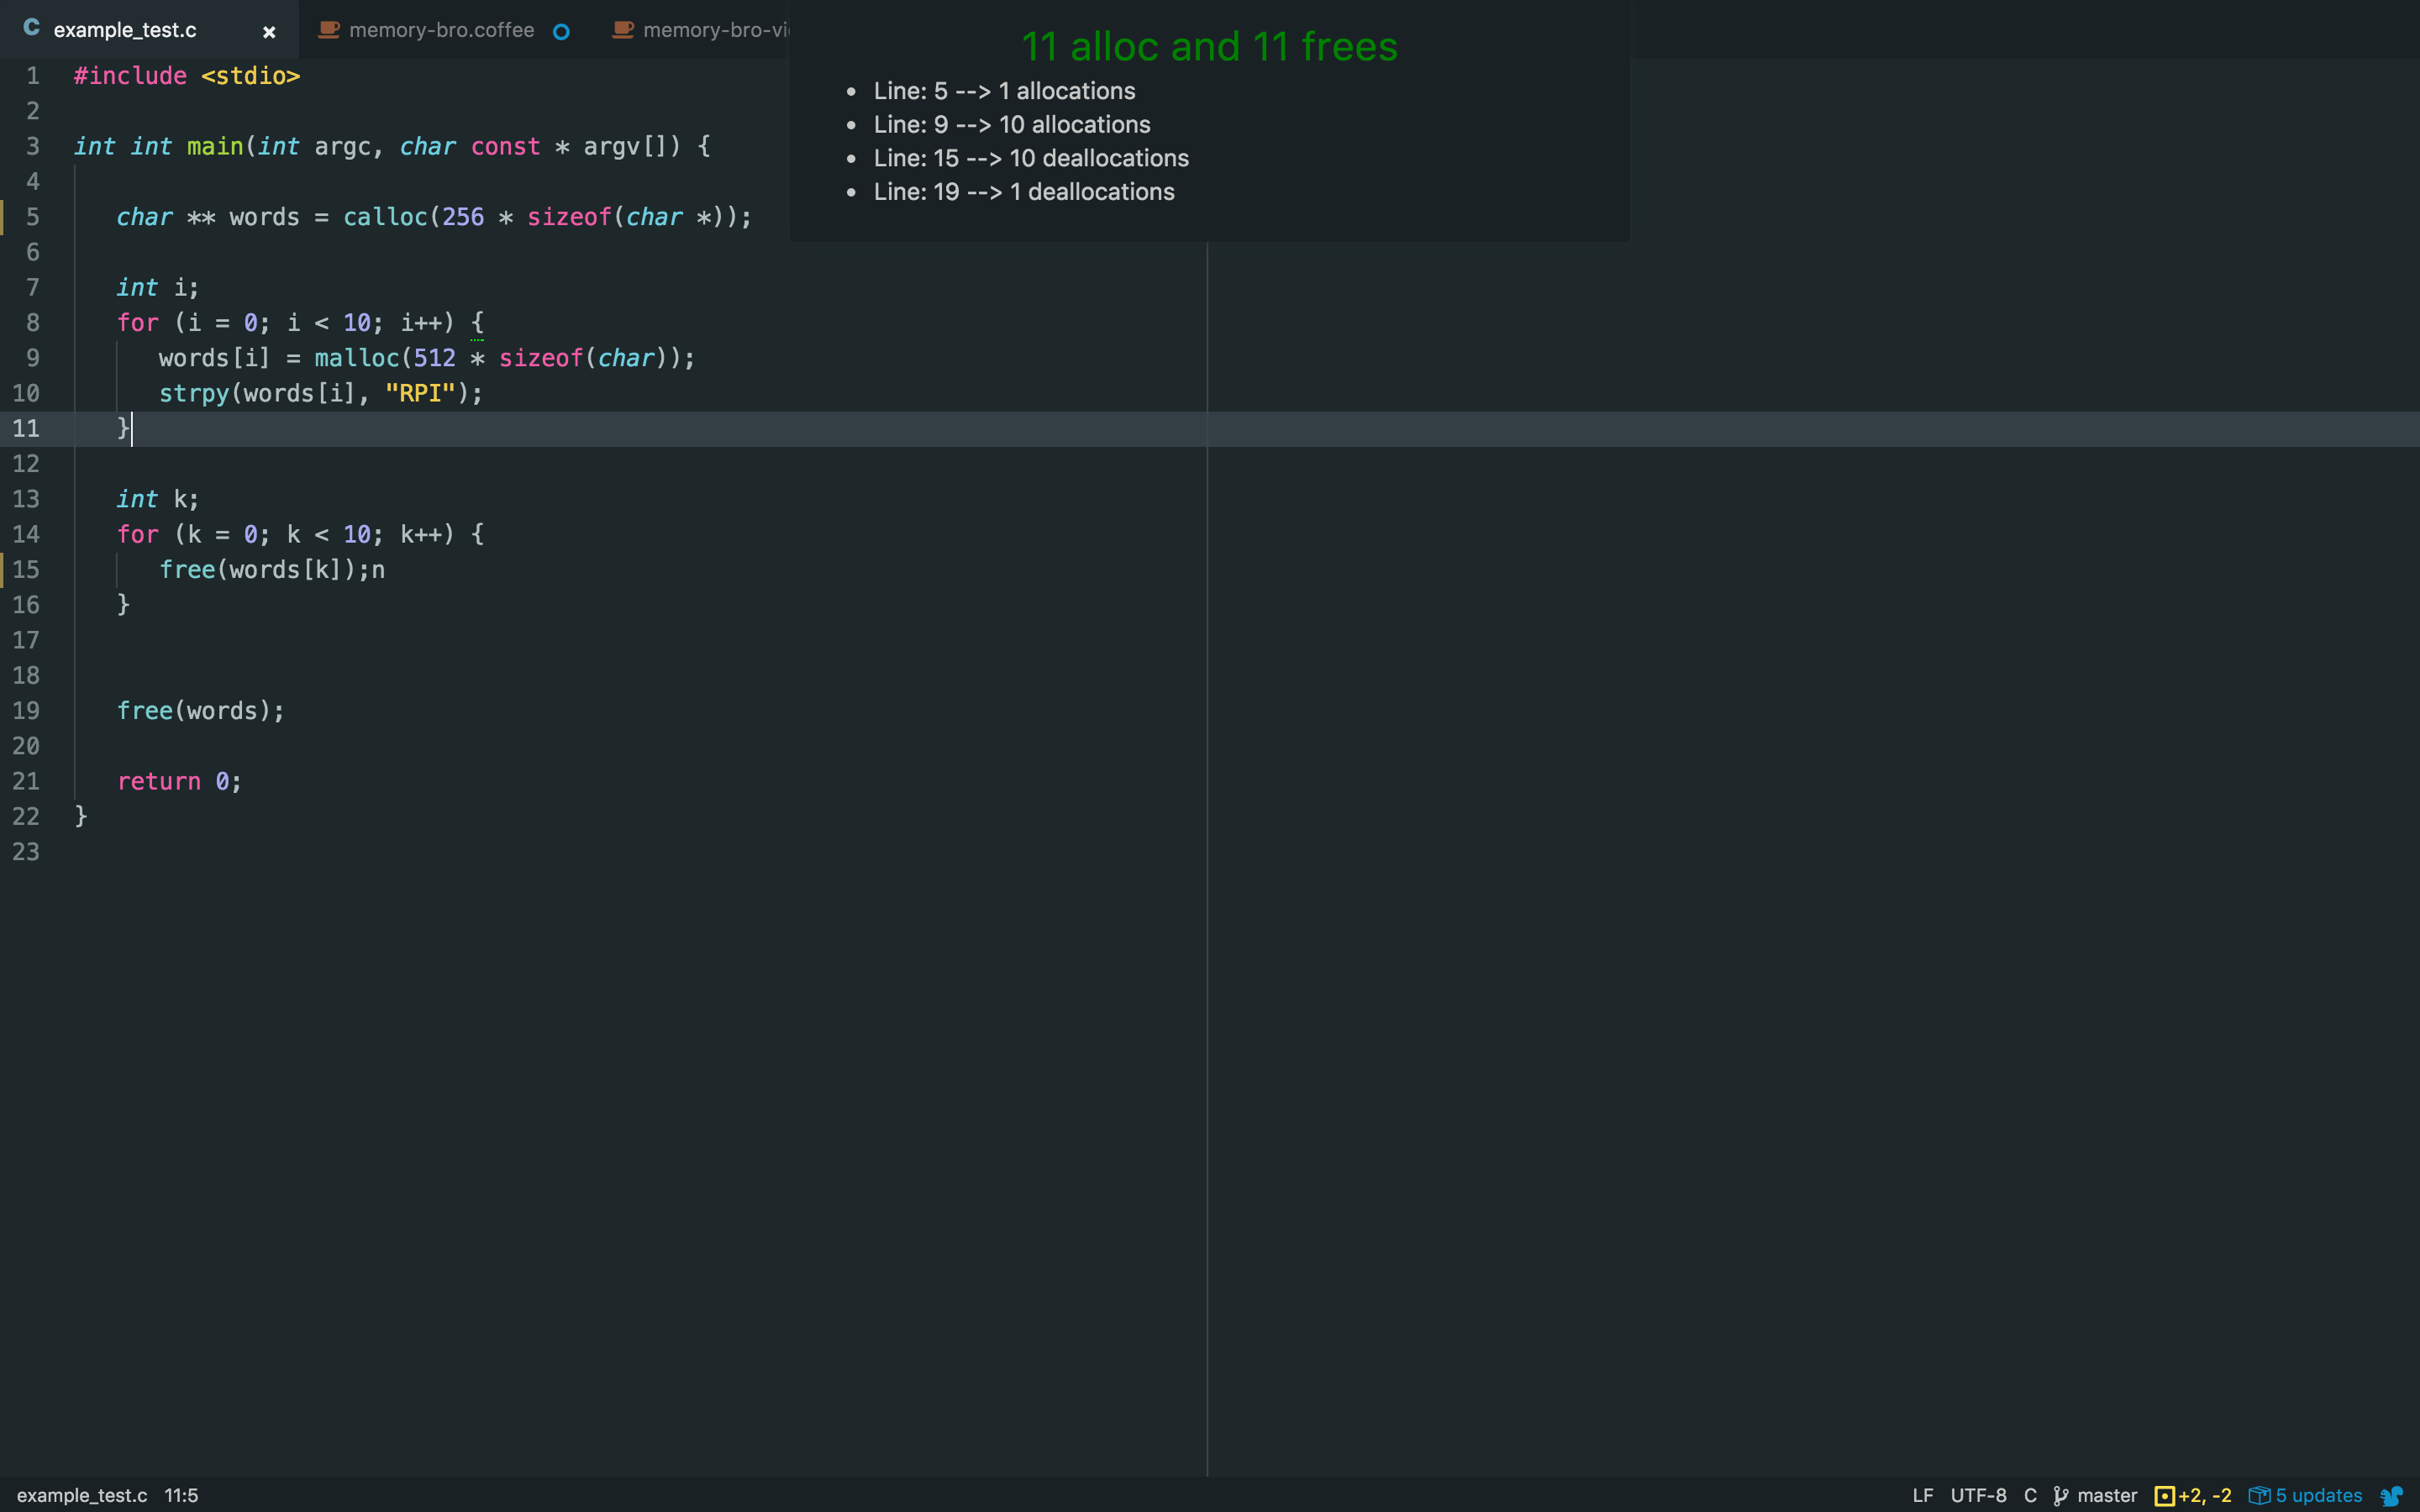 example_test.c × memory-bro.coffee memory-bro-vi
11 alloc and 11 frees
• Line: 5 --> 1 allocations
• Line: 9 --> 10 allocations
• Line: 15 --> 10 deallocations
• Line: 19 --> 1 deallocations
1 #include <stdio>
2
3 int int main(int argc, char const * argv[]) {
4
5 char ** words = calloc(256 * sizeof(char *));
6
7 int i;
8 for (i = 0; i < 10; i++) {
9 words[i] = malloc(512 * sizeof(char));
10 strpy(words[i], "RPI");
11 }
12
13 int k;
14 for (k = 0; k < 10; k++) {
15 free(words[k]);n
16 }
17
18
19 free(words);
20
21 return 0;
22 }
23
example_test.c 11:5 LF UTF-8 C master +2, -2 5 updates